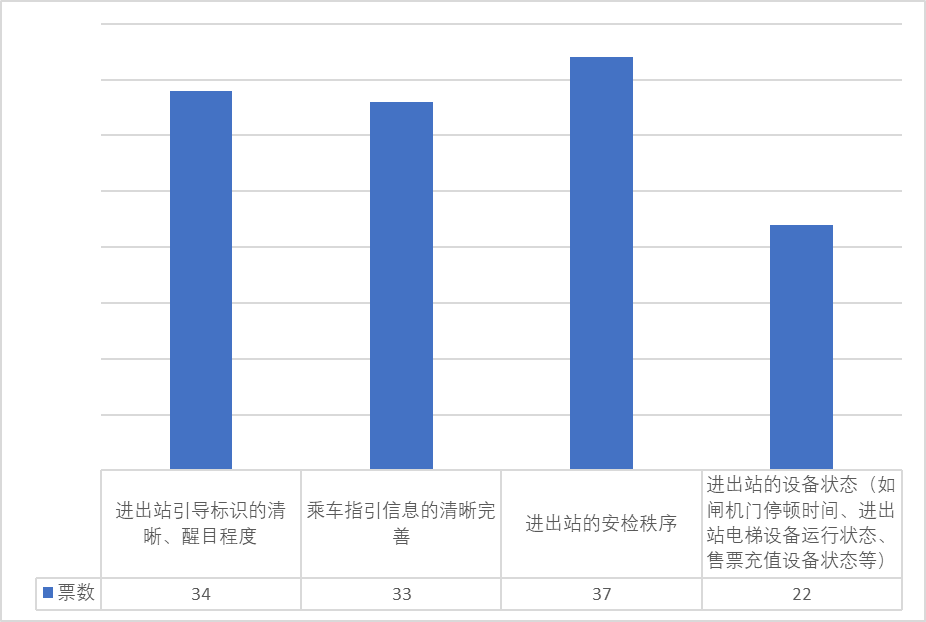 进出站引导标识的清
晰、醒目程度
乘车指引信息的清晰完
善
进出站的安检秩序
进出站的设备状态（如
闸机门停顿时间、进出
站电梯设备运行状态、
售票充值设备状态等）
票数 34 33 37 22